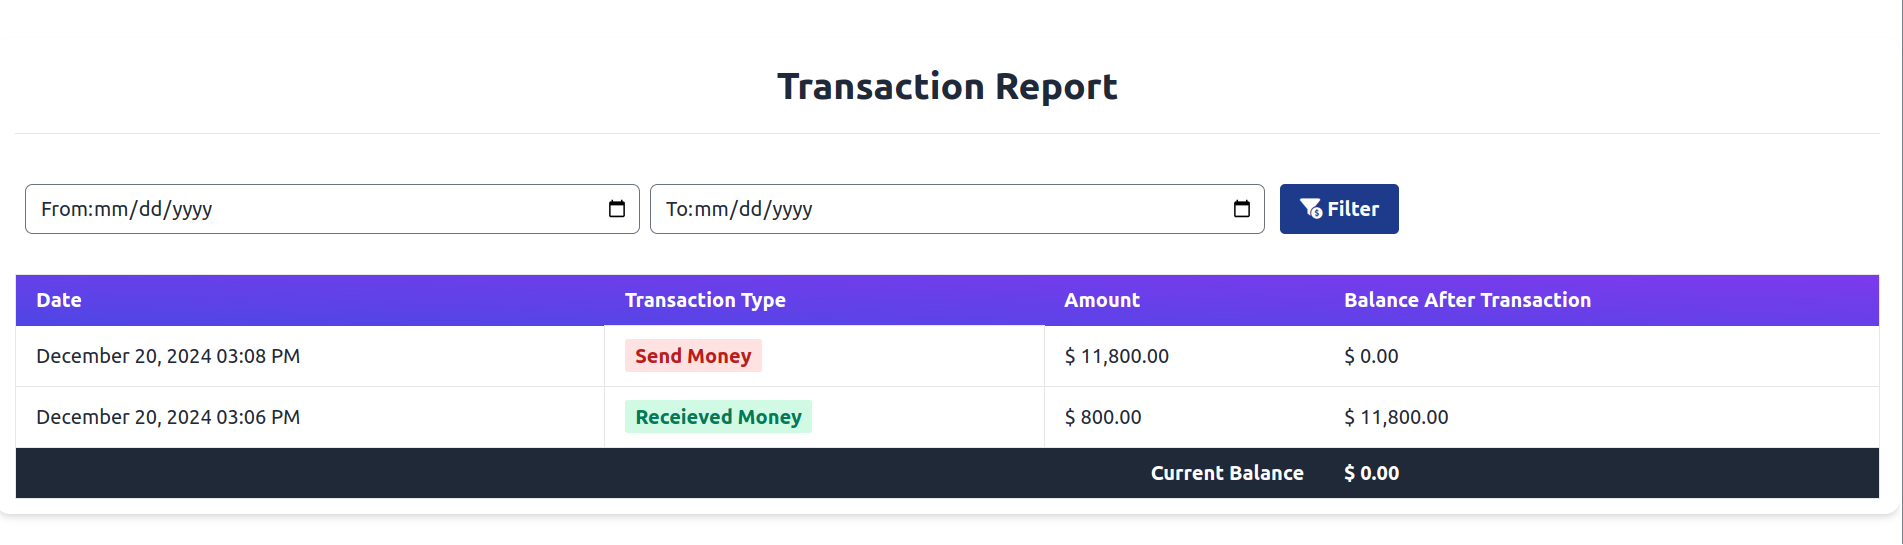 Transaction Report
From:mm/dd/yyyy To:mm/dd/yyyy Filter
Date Transaction Type Amount Balance After Transaction
December 20, 2024 03:08 PM Send Money $ 11,800.00 $ 0.00
December 20, 2024 03:06 PM Receieved Money $ 800.00 $ 11,800.00
Current Balance $ 0.00